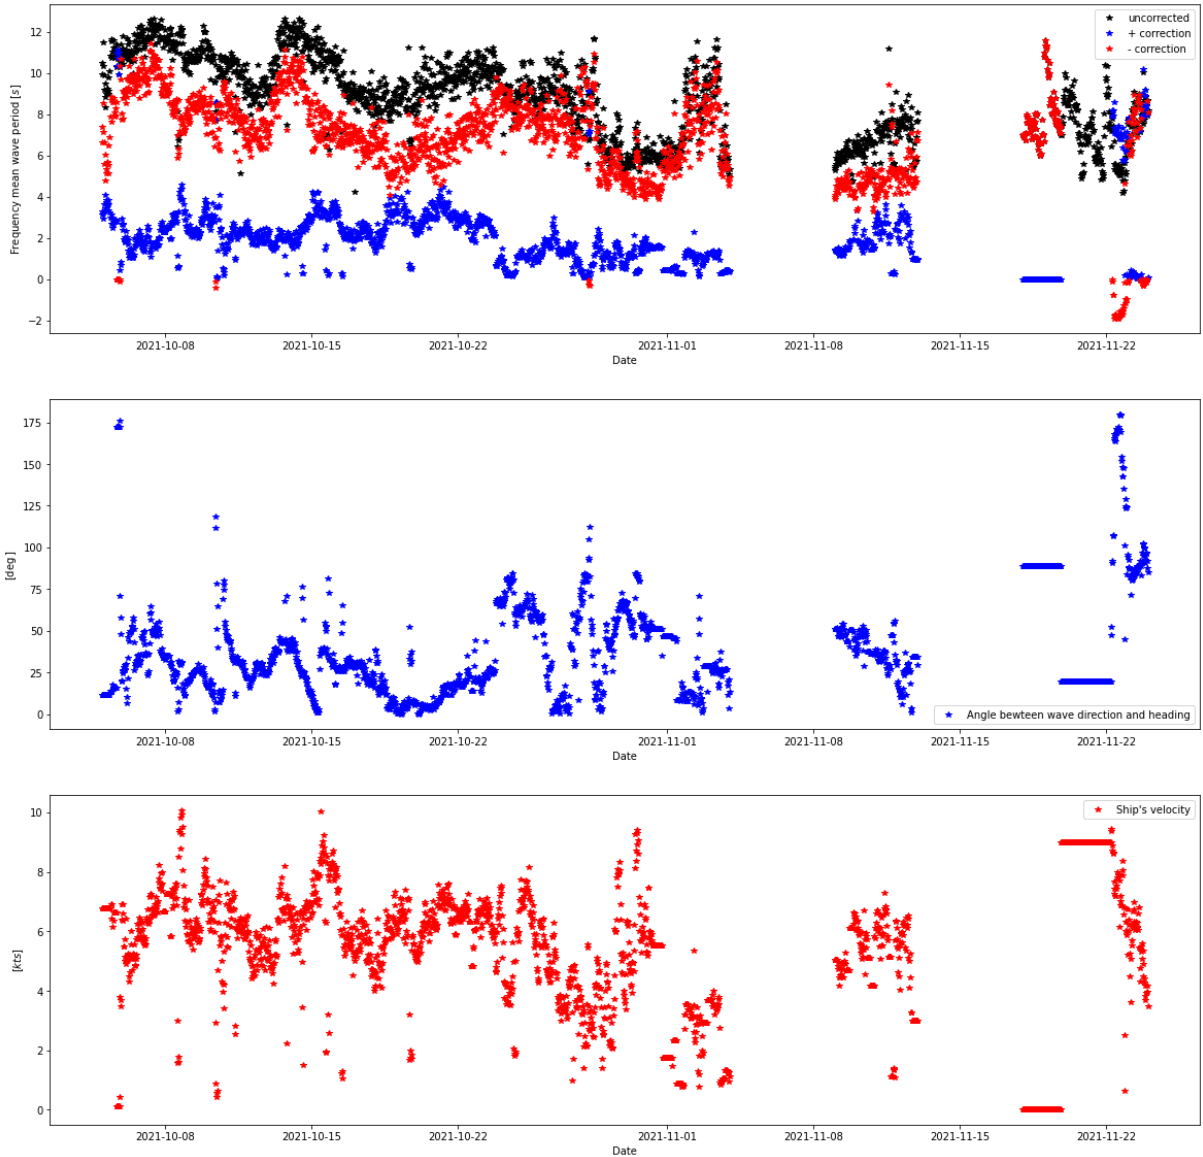 Frequency mean wave period [s]
12
10
8
6
4
2
0
−2
uncorrected
+ correction
- correction
2021-10-08 2021-10-15 2021-10-22 2021-11-01 2021-11-08 2021-11-15 2021-11-22
Date
[deg]
175
150
125
100
75
50
25
0
Angle bewteen wave direction and heading
2021-10-08 2021-10-15 2021-10-22 2021-11-01 2021-11-08 2021-11-15 2021-11-22
Date
[kts]
10
8
6
4
2
0
Ship's velocity
2021-10-08 2021-10-15 2021-10-22 2021-11-01 2021-11-08 2021-11-15 2021-11-22
Date